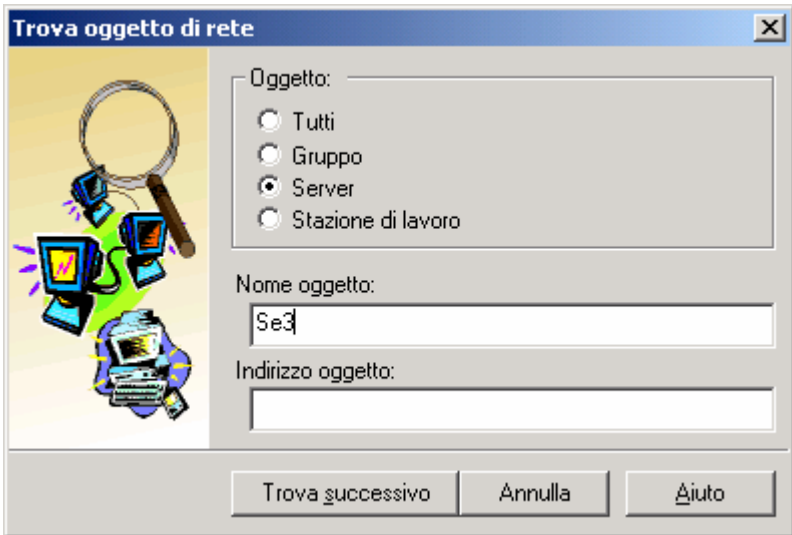 Trova oggetto di rete
Oggetto:
Tutti
Gruppo
Server
Stazione di lavoro
Nome oggetto:
Se3
Indirizzo oggetto:
Trova successivo Annulla Aiuto